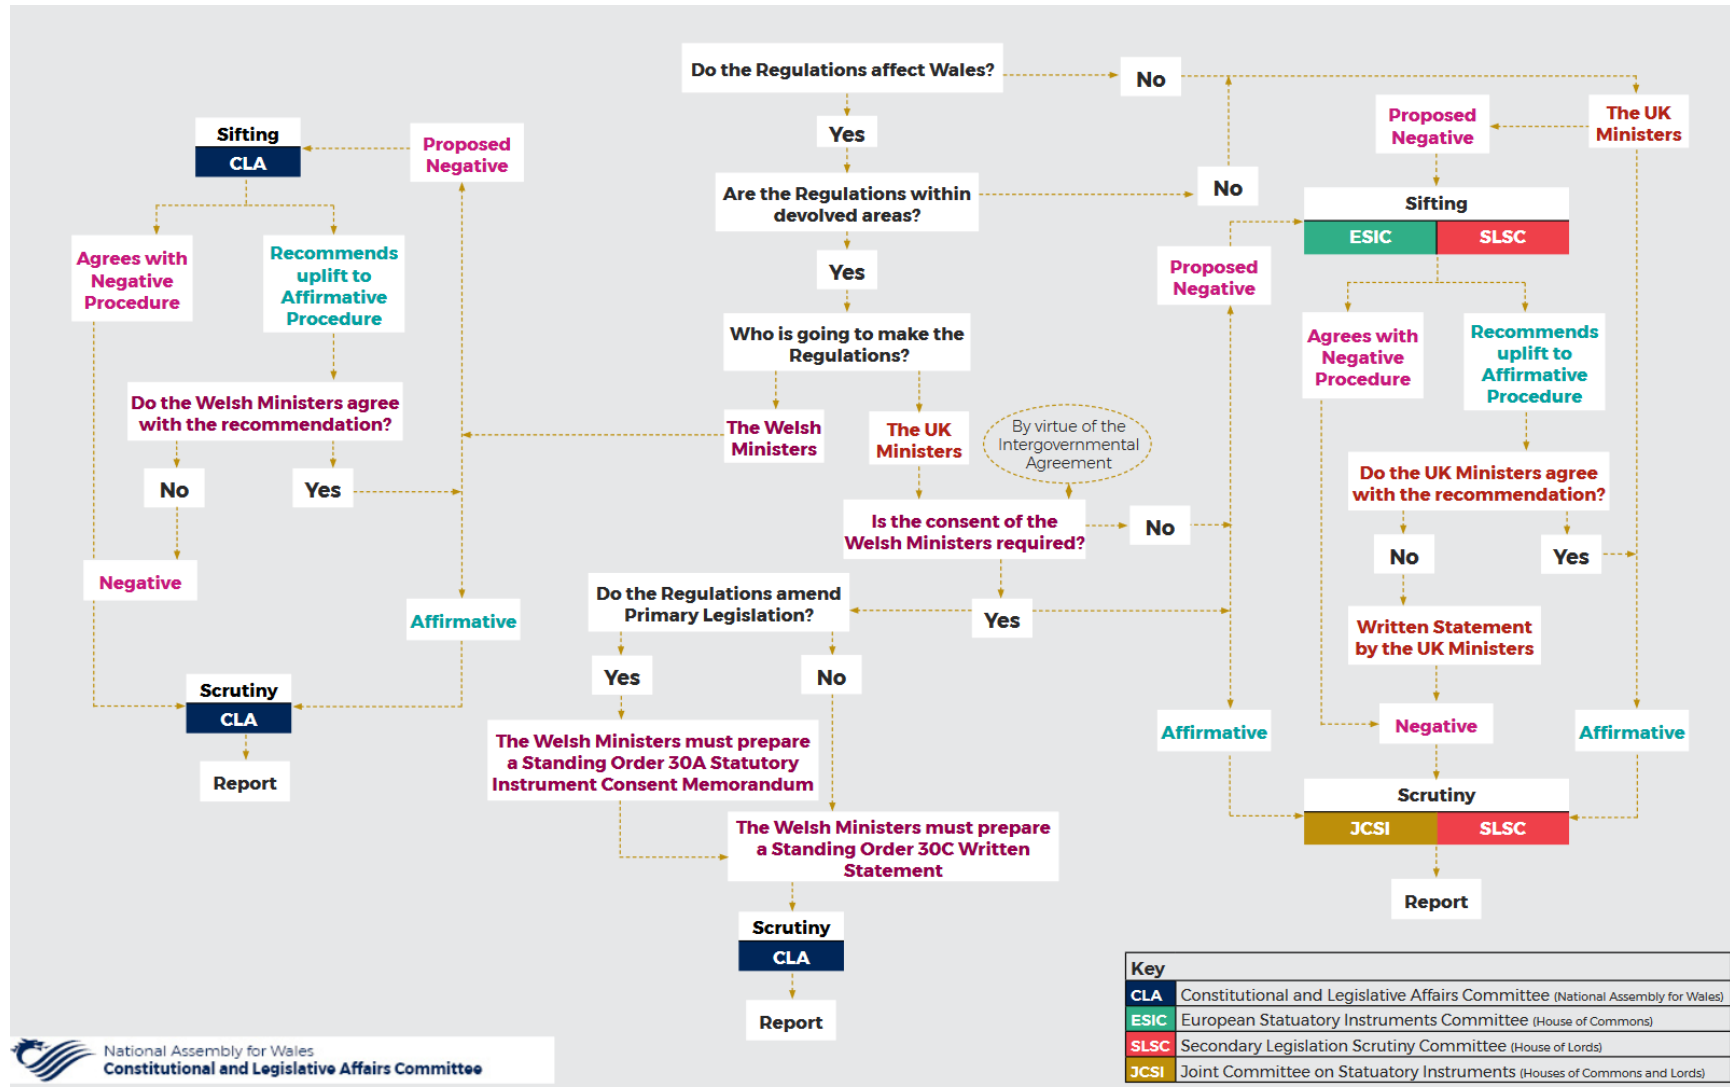 Do the Regulations affect Wales?
No
Yes
Are the Regulations within
devolved areas?
No
Yes
Who is going to make the
Regulations?
The Welsh
Ministers
The UK
Ministers
By virtue of the
Intergovernmental
Agreement
Is the consent of the
Welsh Ministers required?
No
Yes
Do the Regulations amend
Primary Legislation?
Yes
No
The Welsh Ministers must prepare
a Standing Order 30A Statutory
Instrument Consent Memorandum
The Welsh Ministers must prepare
a Standing Order 30C Written
Statement
Scrutiny
CLA
Report
Proposed
Negative
Sifting
CLA
Agrees with
Negative
Procedure
Recommends
uplift to
Affirmative
Procedure
Do the Welsh Ministers agree
with the recommendation?
No
Yes
Negative
Affirmative
Scrutiny
CLA
Report
The UK
Ministers
Proposed
Negative
Proposed
Negative
Sifting
ESIC
SLSC
Agrees with
Negative
Procedure
Recommends
uplift to
Affirmative
Procedure
Do the UK Ministers agree
with the recommendation?
No
Yes
Written Statement
by the UK Ministers
Affirmative
Negative
Affirmative
Scrutiny
JCSI
SLSC
Report
Key
CLA Constitutional and Legislative Affairs Committee (National Assembly for Wales)
ESIC European Statuatory Instruments Committee (House of Commons)
SLSC Secondary Legislation Scrutiny Committee (House of Lords)
JCSI Joint Committee on Statuatory Instruments (Houses of Commons and Lords)
National Assembly for Wales
Constitutional and Legislative Affairs Committee